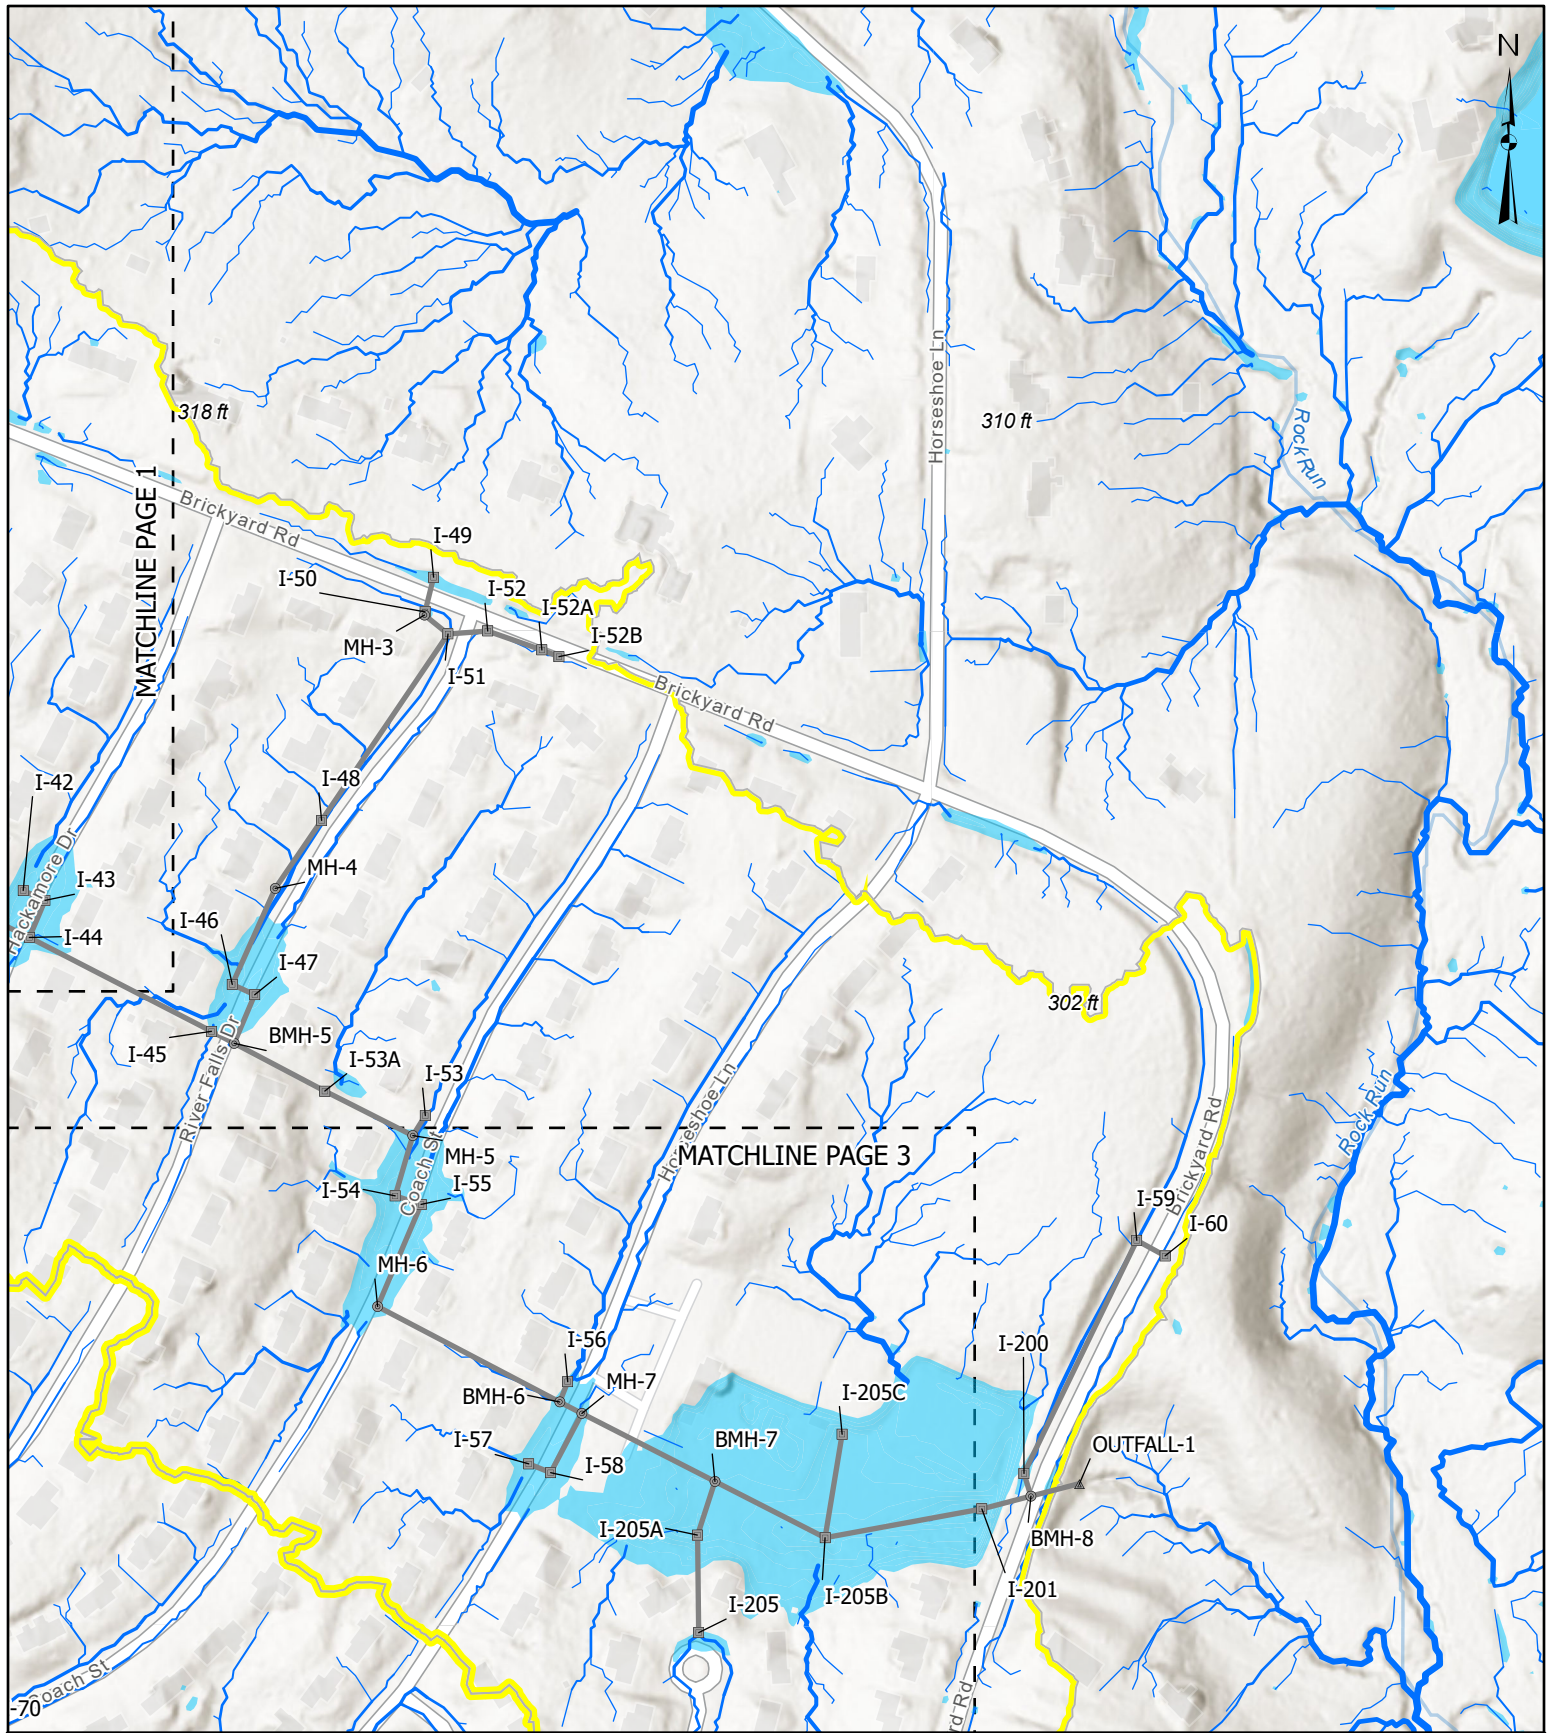 N
Horseshoe Ln
318 ft
310 ft
Rock Run
MATCHLINE PAGE 1
Brickyard Rd
I-49
I-50
I-52
I-52A
I-52B
MH-3
I-51
Brickyard Rd
I-48
I-42
MH-4
I-43
I-46
I-44
Hackamore Dr
I-47
302 ft
BMH-5
I-45
I-53A
I-53
River Falls Dr
Horseshoe Ln
Rock Run
MH-5
MATCHLINE PAGE 3
Brickyard Rd
I-54
I-55
Coach St
I-59
I-60
MH-6
I-56
I-200
MH-7
BMH-6
I-205C
I-57
I-58
BMH-7
OUTFALL-1
I-205A
BMH-8
I-205
I-205B
I-201
Coach St
-70
rd Rd